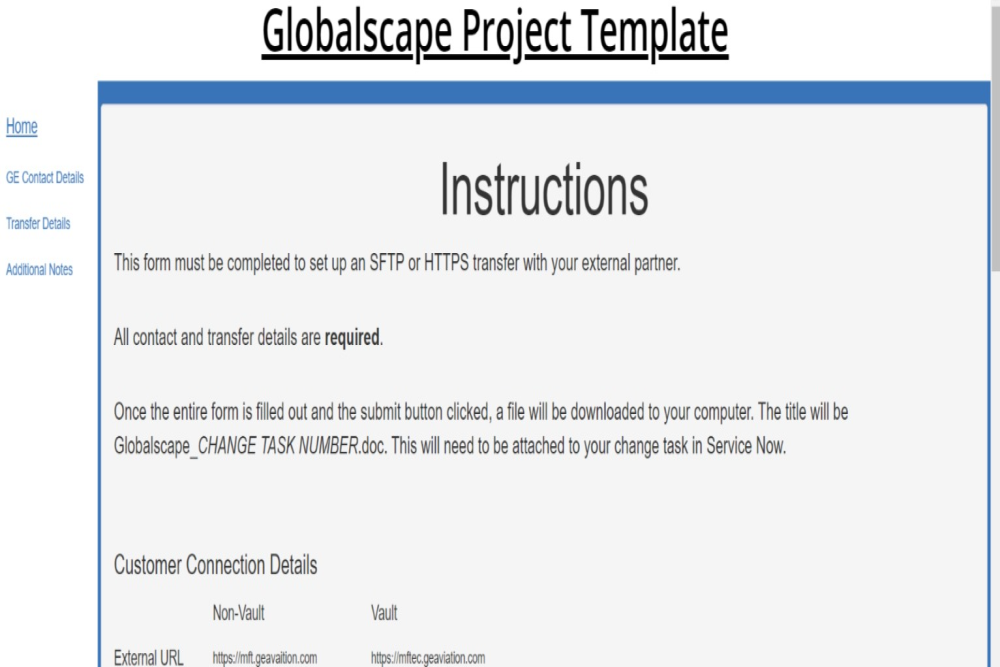 Globalscape Project Template
Home
GE Contact Details
Transfer Details
Additional Notes
Instructions
This form must be completed to set up an SFTP or HTTPS transfer with your external partner.
All contact and transfer details are required.
Once the entire form is filled out and the submit button clicked, a file will be downloaded to your computer. The title will be
Globalscape_CHANGE TASK NUMBER.doc. This will need to be attached to your change task in Service Now.
Customer Connection Details
Non-Vault Vault
External URL https://mft.geavaition.com https://mftec.geaviation.com